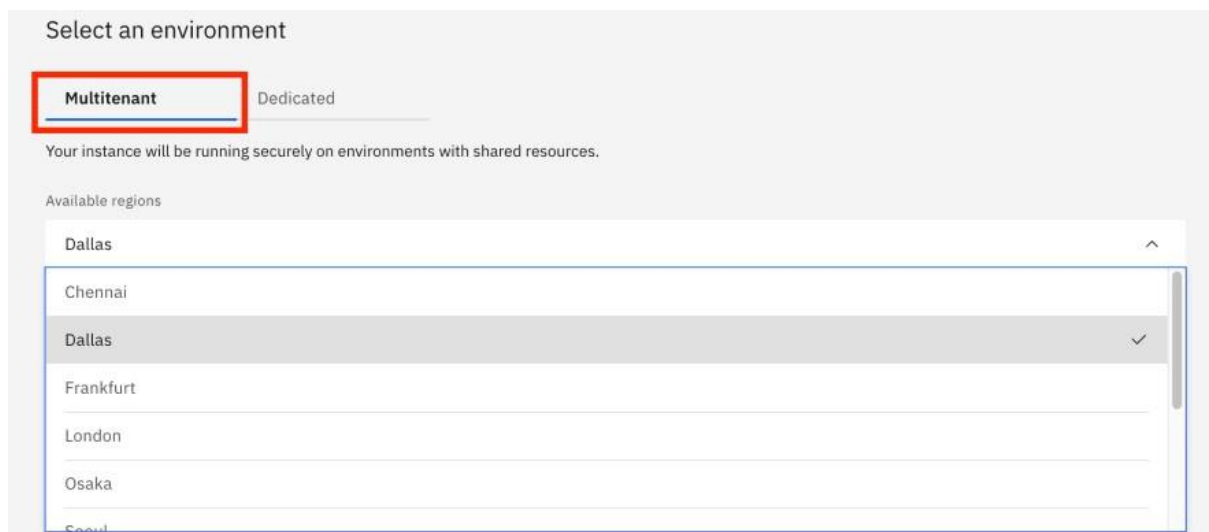 Select an environment
Multitenant Dedicated
Your instance will be running securely on environments with shared resources.
Available regions
Dallas
Chennai
Dallas
Frankfurt
London
Osaka
Seoul